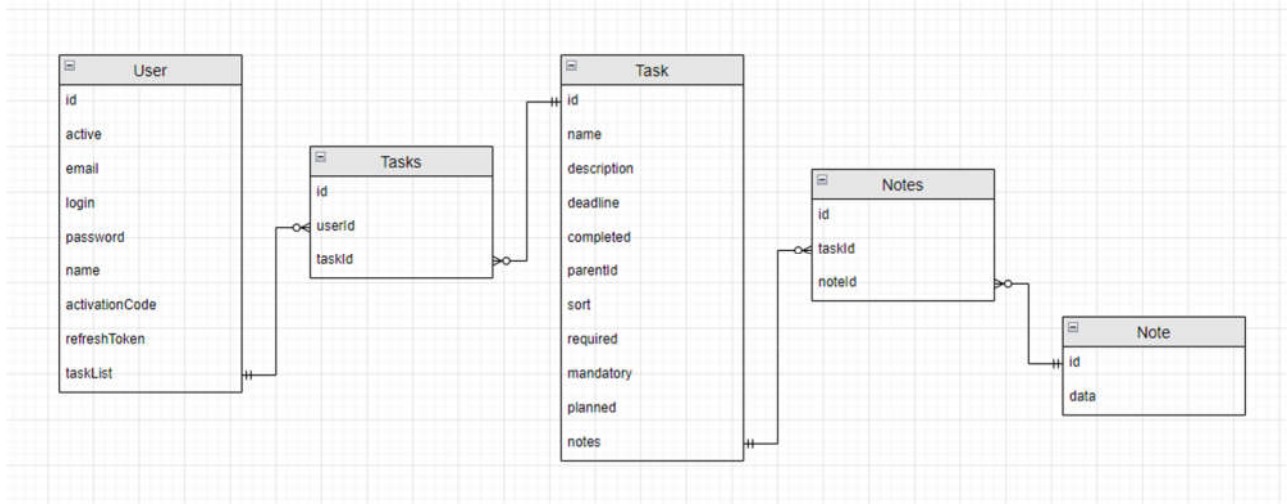 User
id
active
email
login
password
name
activationCode
refreshToken
taskList
Tasks
id
userId
taskId
Task
id
name
description
deadline
completed
parentId
sort
required
mandatory
planned
notes
Notes
id
taskId
noteId
Note
id
data